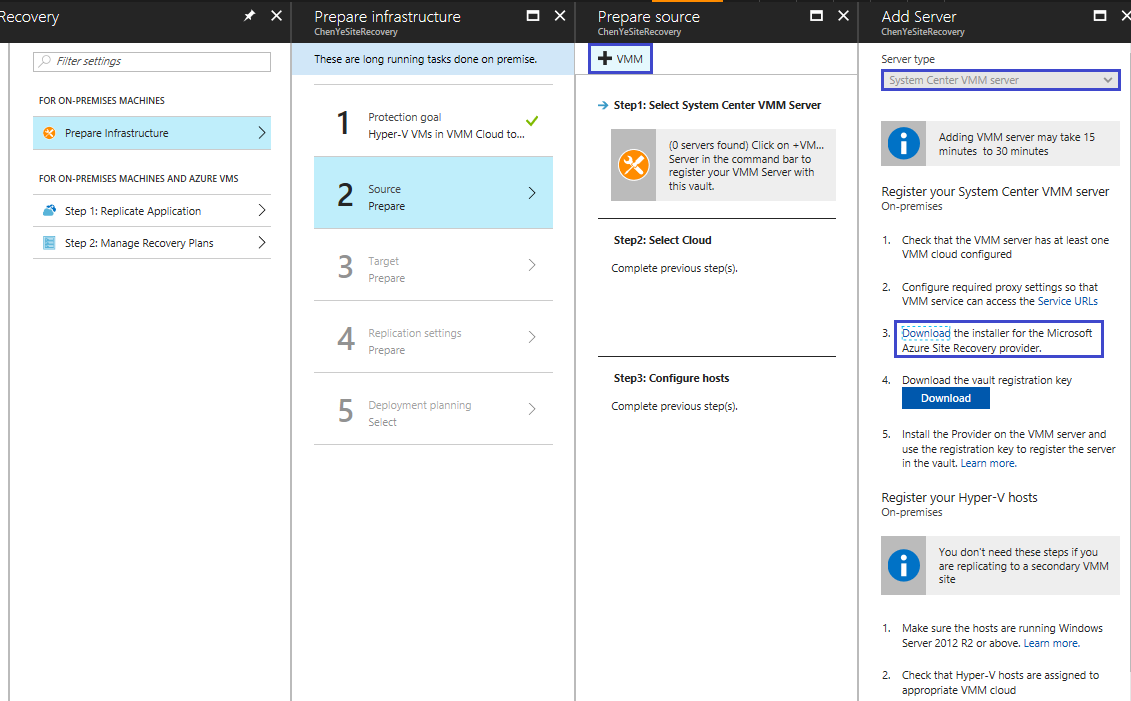 Recovery
Filter settings
FOR ON-PREMISES MACHINES
Prepare Infrastructure
FOR ON-PREMISES MACHINES AND AZURE VMS
Step 1: Replicate Application
Step 2: Manage Recovery Plans
Prepare infrastructure
ChenYeSiteRecovery
These are long running tasks done on premise.
1
Protection goal
Hyper-V VMs in VMM Cloud to...
2
Source
Prepare
3
Target
Prepare
4
Replication settings
Prepare
5
Deployment planning
Select
Prepare source
ChenYeSiteRecovery
VMM
Step1: Select System Center VMM Server
(0 servers found) Click on +VM...
Server in the command bar to
register your VMM Server with
this vault.
Step2: Select Cloud
Complete previous step(s).
Step3: Configure hosts
Complete previous step(s).
Add Server
ChenYeSiteRecovery
Server type
System Center VMM server
Adding VMM server may take 15
minutes to 30 minutes
Register your System Center VMM server
On-premises
1. Check that the VMM server has at least one
VMM cloud configured
2. Configure required proxy settings so that
VMM service can access the Service URLs
3. Download the installer for the Microsoft
Azure Site Recovery provider.
4. Download the vault registration key
Download
5. Install the Provider on the VMM server and
use the registration key to register the server
in the vault. Learn more.
Register your Hyper-V hosts
On-premises
You don't need these steps if you
are replicating to a secondary VMM
site
1. Make sure the hosts are running Windows
Server 2012 R2 or above. Learn more.
2. Check that Hyper-V hosts are assigned to
appropriate VMM cloud